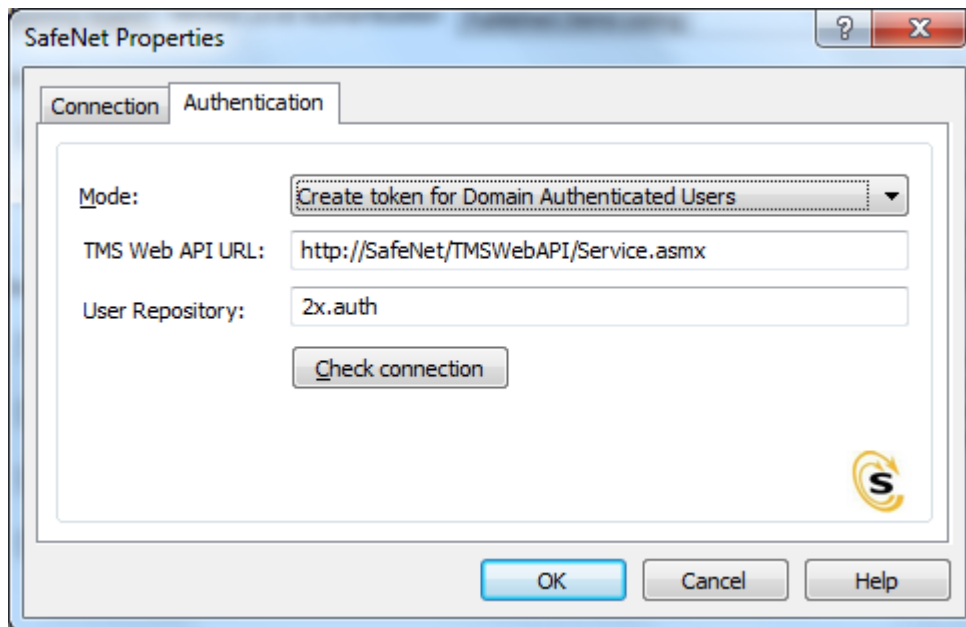 SafeNet Properties
Connection
Authentication
Mode:
Create token for Domain Authenticated Users
TMS Web API URL:
http://SafeNet/TMSWebAPI/Service.asmx
User Repository:
2x.auth
Check connection
S
OK
Cancel
Help